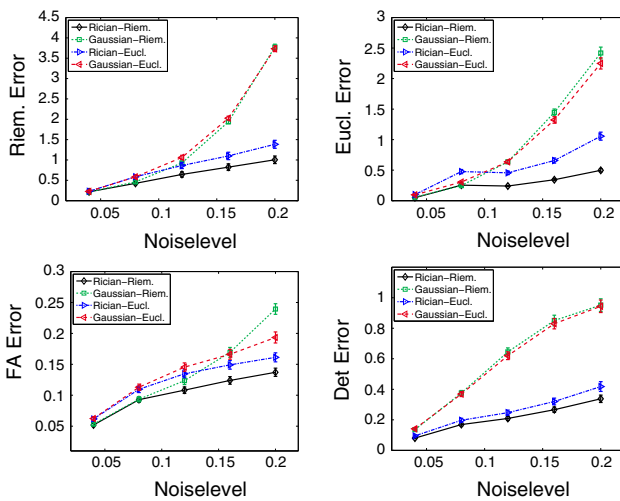 Rician−Riem.
Gaussian−Riem.
Rician−Eucl.
Gaussian−Eucl.
4.5
4
3.5
3
2.5
2
1.5
1
0.5
0
0.05
0.1
0.15
0.2
Riem. Error
Noiselevel
Rician−Riem.
Gaussian−Riem.
Rician−Eucl.
Gaussian−Eucl.
3
2.5
2
1.5
1
0.5
0
0.05
0.1
0.15
0.2
Eucl. Error
Noiselevel
Rician−Riem.
Gaussian−Riem.
Rician−Eucl.
Gaussian−Eucl.
0.3
0.25
0.2
0.15
0.1
0.05
0.05
0.1
0.15
0.2
FA Error
Noiselevel
Rician−Riem.
Gaussian−Riem.
Rician−Eucl.
Gaussian−Eucl.
1
0.8
0.6
0.4
0.2
0
0.05
0.1
0.15
0.2
Det Error
Noiselevel